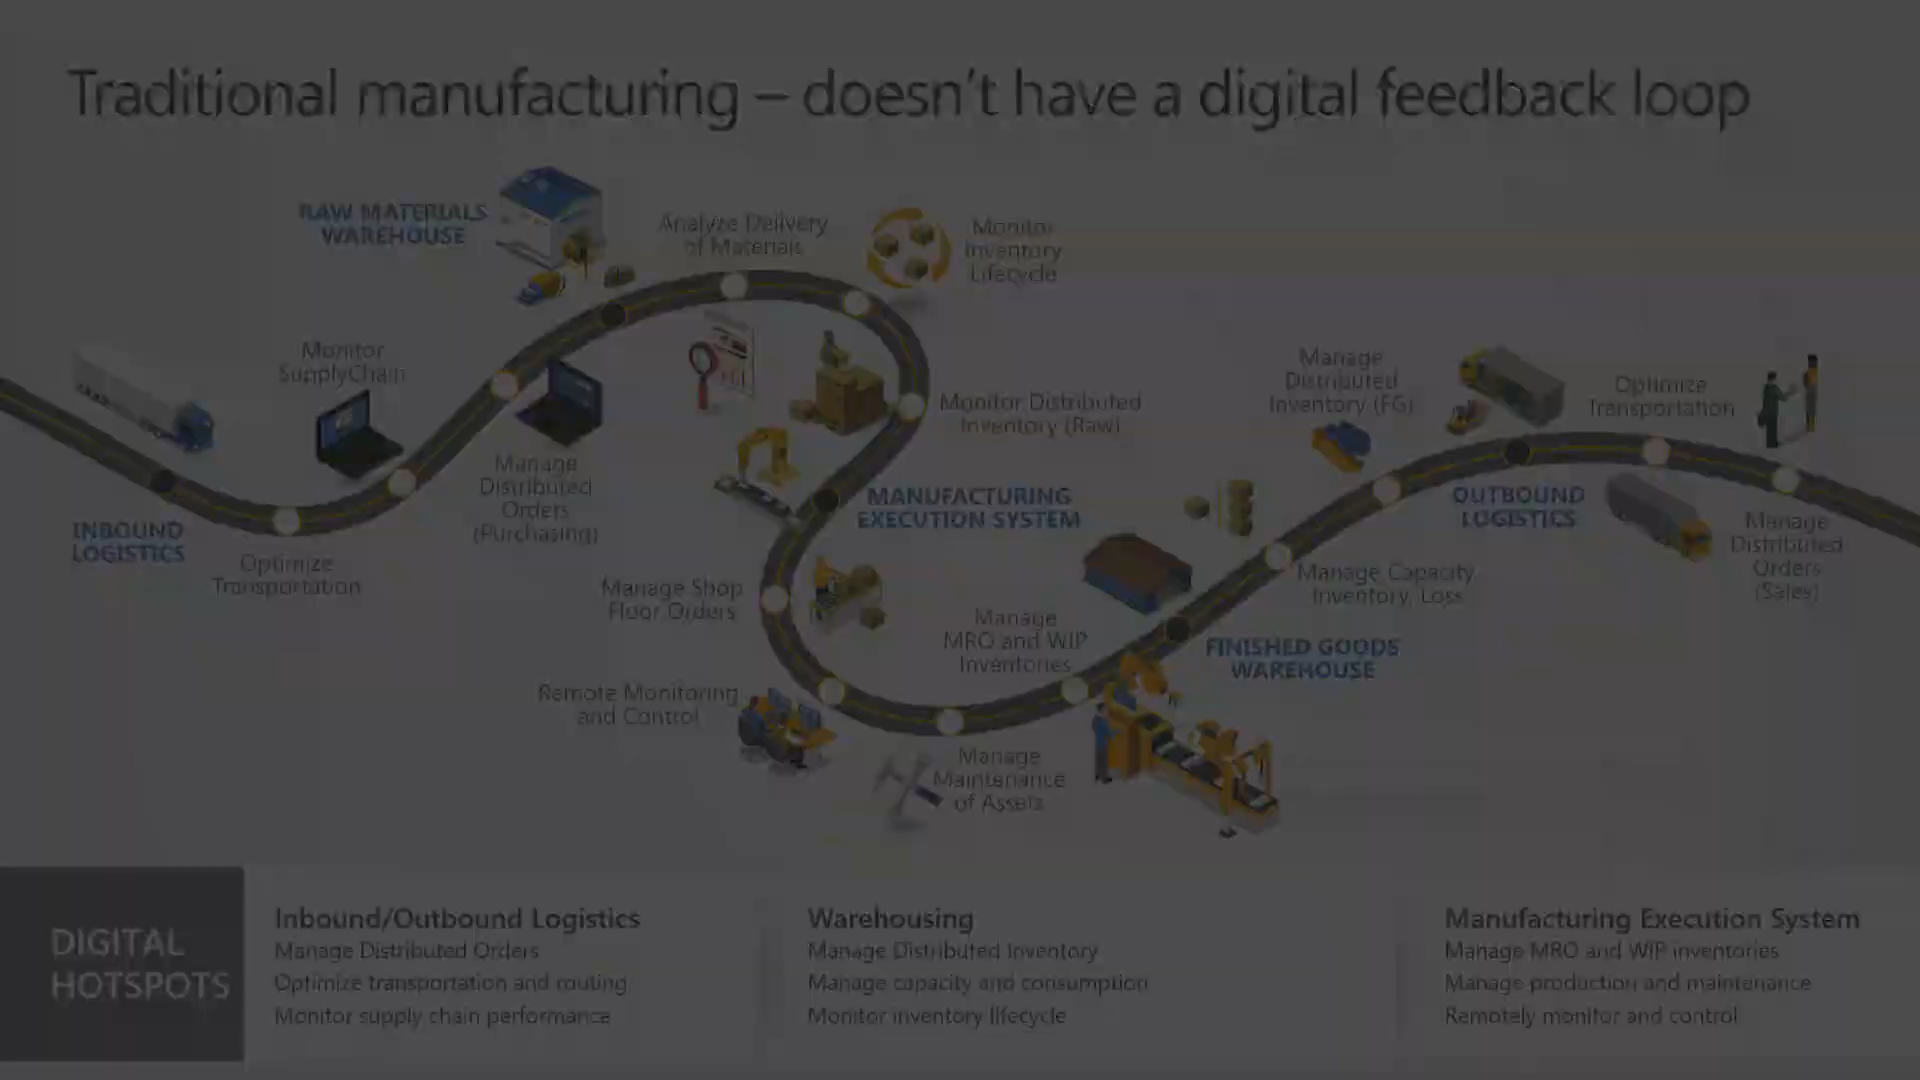 Traditional manufacturing – doesn't have a digital feedback loop
RAW MATERIALS
WAREHOUSE
Analyze Delivery
of Materials
Monitor
Inventory
Lifecycle
Monitor
SupplyChain
Manage
Distributed
Inventory (FG)
Optimize
Transportation
Monitor Distributed
Inventory (Raw)
Manage
Distributed
Orders
(Purchasing)
MANUFACTURING
EXECUTION SYSTEM
OUTBOUND
LOGISTICS
INBOUND
LOGISTICS
Optimize
Transportation
Manage
Distributed
Orders
(Sales)
Manage Shop
Floor Orders
Manage Capacity
Inventory, Loss
Manage
MRO and WIP
Inventories
FINISHED GOODS
WAREHOUSE
Remote Monitoring
and Control
Manage
Maintenance
of Assets
DIGITAL
HOTSPOTS
Inbound/Outbound Logistics
Manage Distributed Orders
Optimize transportation and routing
Monitor supply chain performance
Warehousing
Manage Distributed Inventory
Manage capacity and consumption
Monitor inventory lifecycle
Manufacturing Execution System
Manage MRO and WIP inventories
Manage production and maintenance
Remotely monitor and control